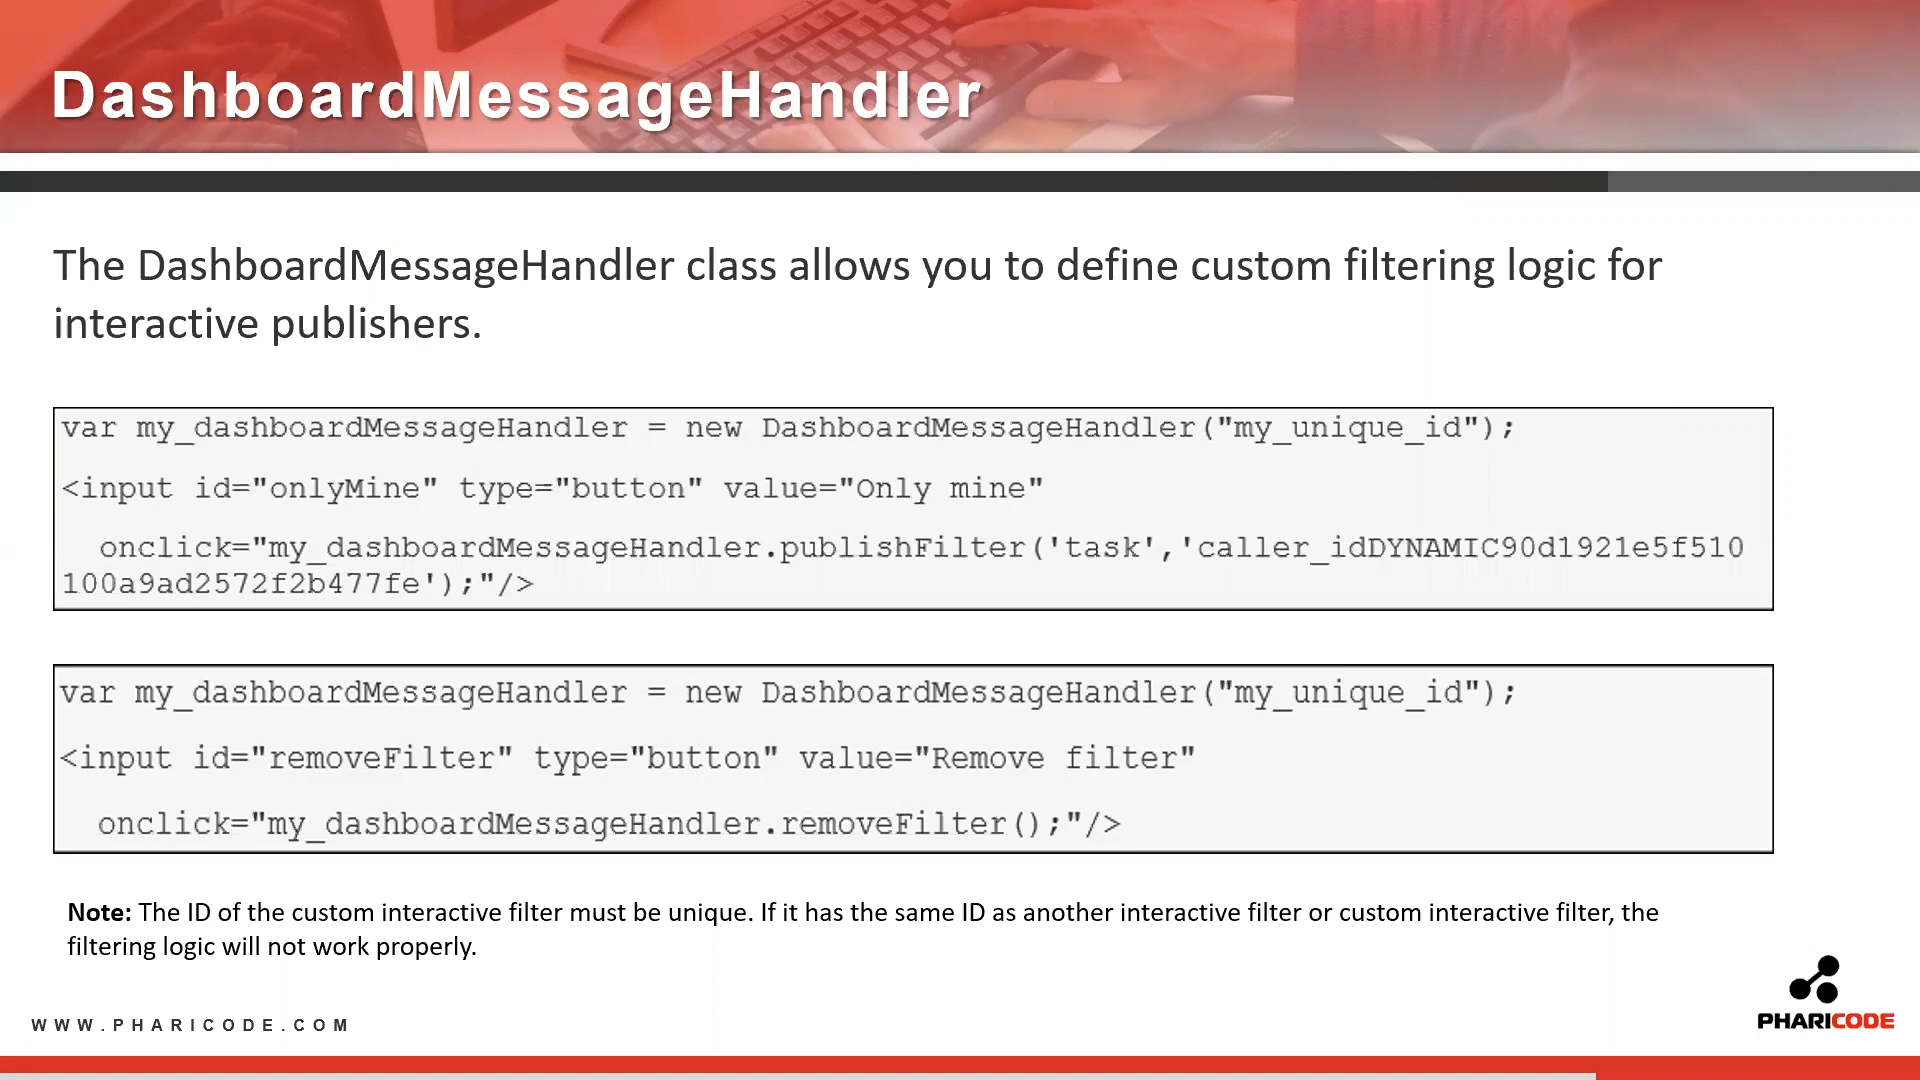 DashboardMessageHandler
The DashboardMessageHandler class allows you to define custom filtering logic for
interactive publishers.
var my_dashboardMessageHandler = new DashboardMessageHandler("my_unique_id");
<input id="onlyMine" type="button" value="Only mine"
onclick="my_dashboardMessageHandler.publishFilter('task','caller_idDYNAMIC90d1921e5f510
100a9ad2572f2b477fe');"/>
var my_dashboardMessageHandler = new DashboardMessageHandler("my_unique_id");
<input id="removeFilter" type="button" value="Remove filter"
onclick="my_dashboardMessageHandler.removeFilter();"/>
Note: The ID of the custom interactive filter must be unique. If it has the same ID as another interactive filter or custom interactive filter, the
filtering logic will not work properly.
WWW.PHARICODE.COM
PHARICODE